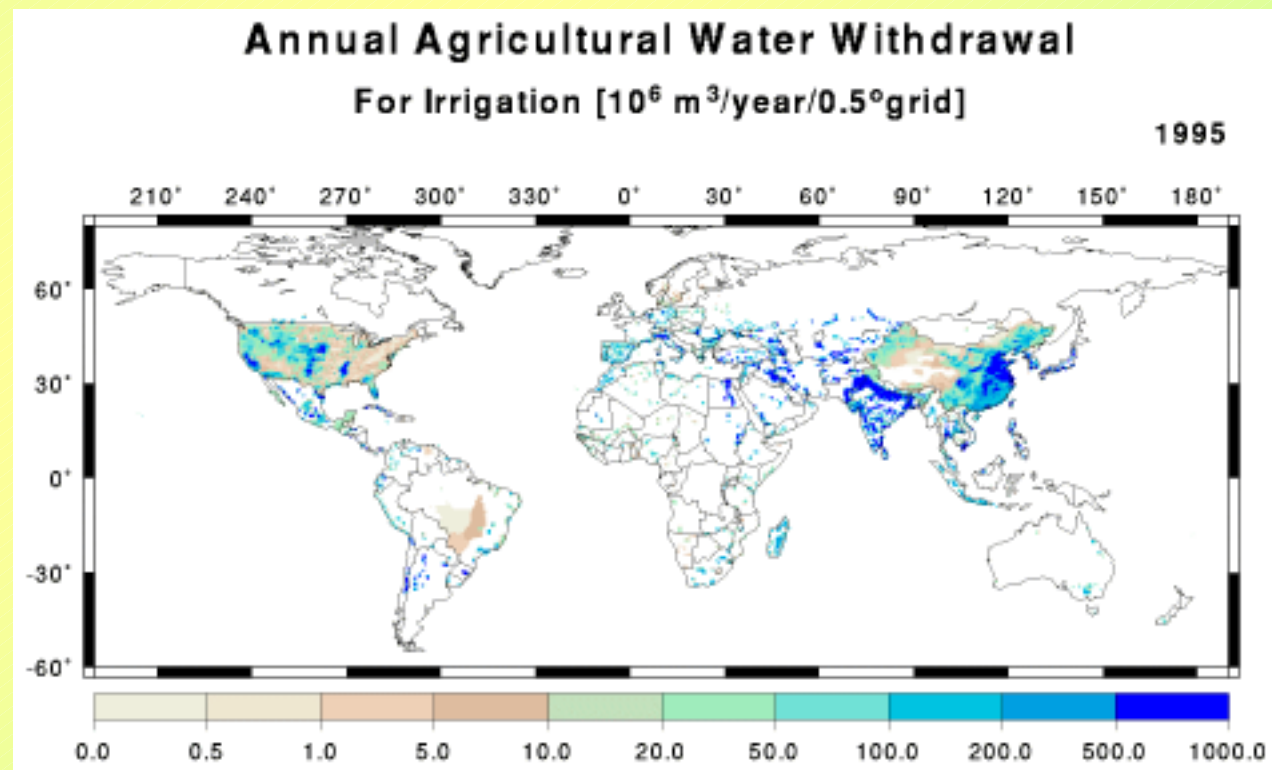 Annual Agricultural Water Withdrawal
For Irrigation [10⁶ m³/year/0.5°grid]
1995
210° 240° 270° 300° 330° 0° 30° 60° 90° 120° 150° 180°
60°
30°
0°
-30°
-60°
0.0 0.5 1.0 5.0 10.0 20.0 50.0 100.0 200.0 500.0 1000.0